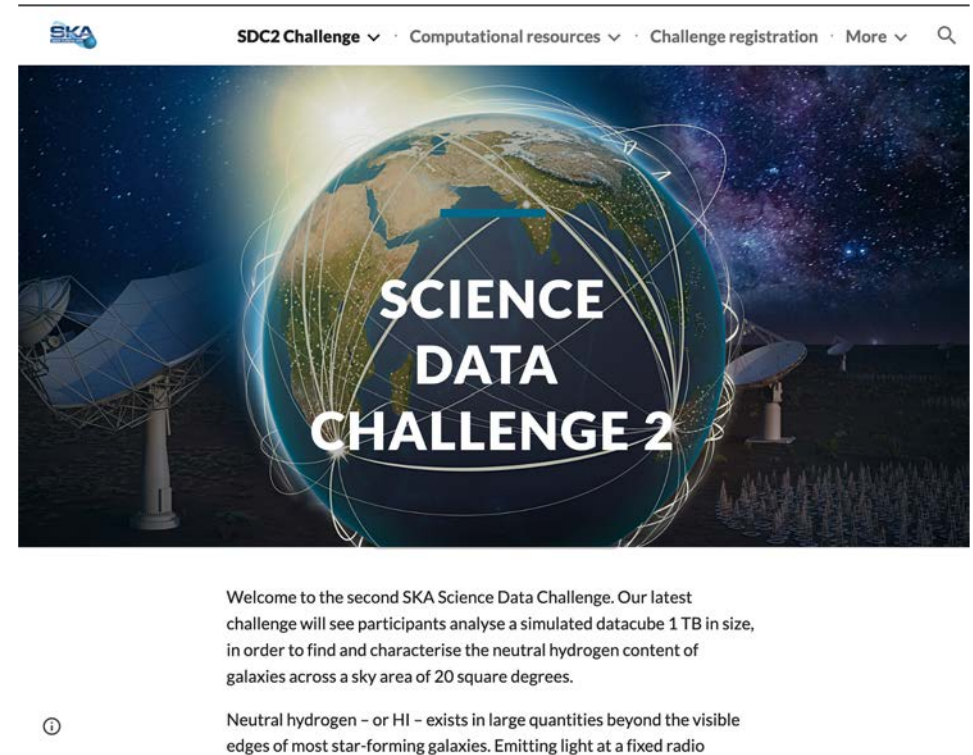 SKA
SDC2 Challenge · Computational resources · Challenge registration · More
SCIENCE
DATA
CHALLENGE 2
Welcome to the second SKA Science Data Challenge. Our latest
challenge will see participants analyse a simulated datacube 1 TB in size,
in order to find and characterise the neutral hydrogen content of
galaxies across a sky area of 20 square degrees.
Neutral hydrogen – or HI – exists in large quantities beyond the visible
edges of most star-forming galaxies. Emitting light at a fixed radio